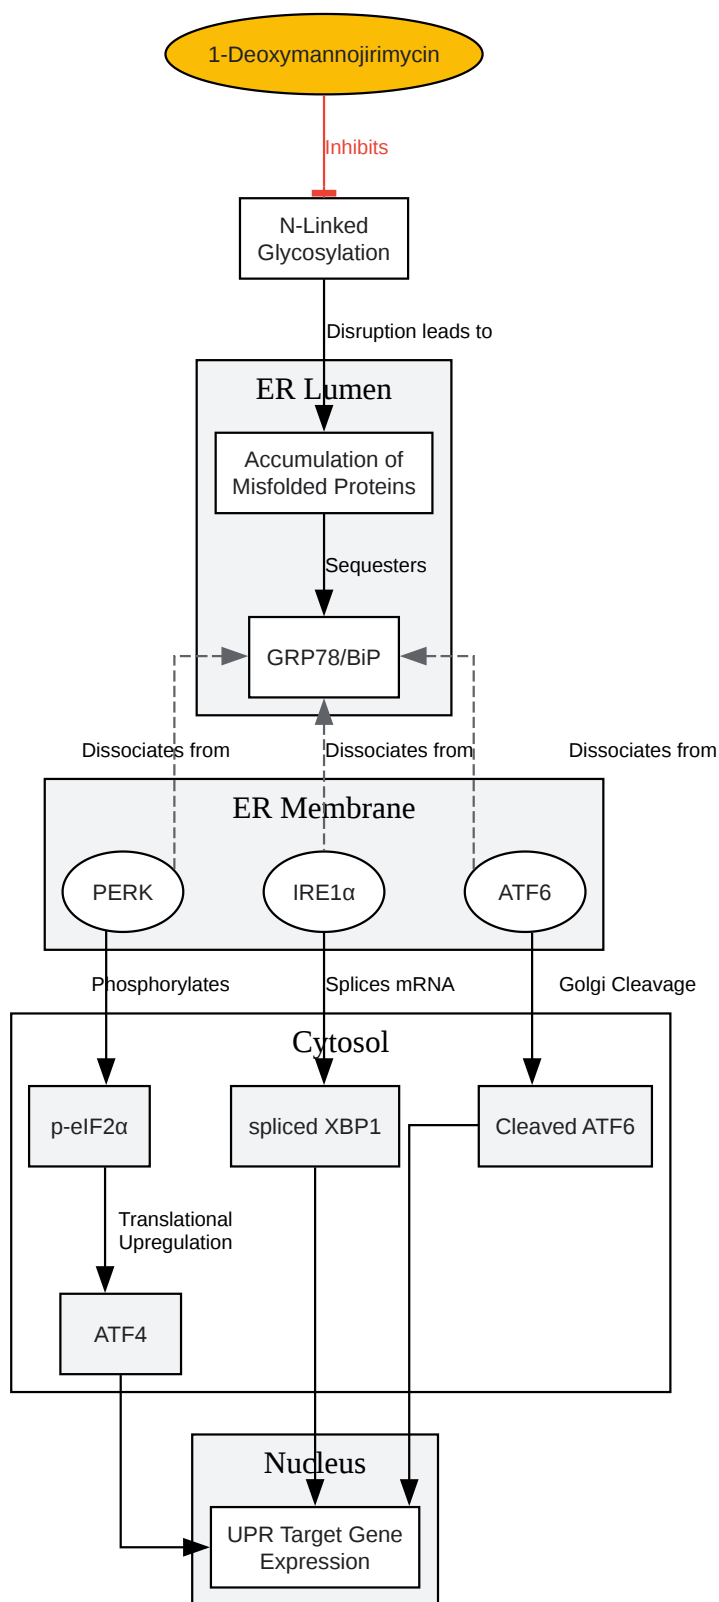 1-Deoxymannojirimycin
Inhibits
N-Linked
Glycosylation
Disruption leads to
ER Lumen
Accumulation of
Misfolded Proteins
Sequesters
GRP78/BiP
Dissociates from
Dissociates from
Dissociates from
ER Membrane
PERK
IRE1α
ATF6
Phosphorylates
Splices mRNA
Golgi Cleavage
Cytosol
p-eIF2α
spliced XBP1
Cleaved ATF6
Translational
Upregulation
ATF4
Nucleus
UPR Target Gene
Expression